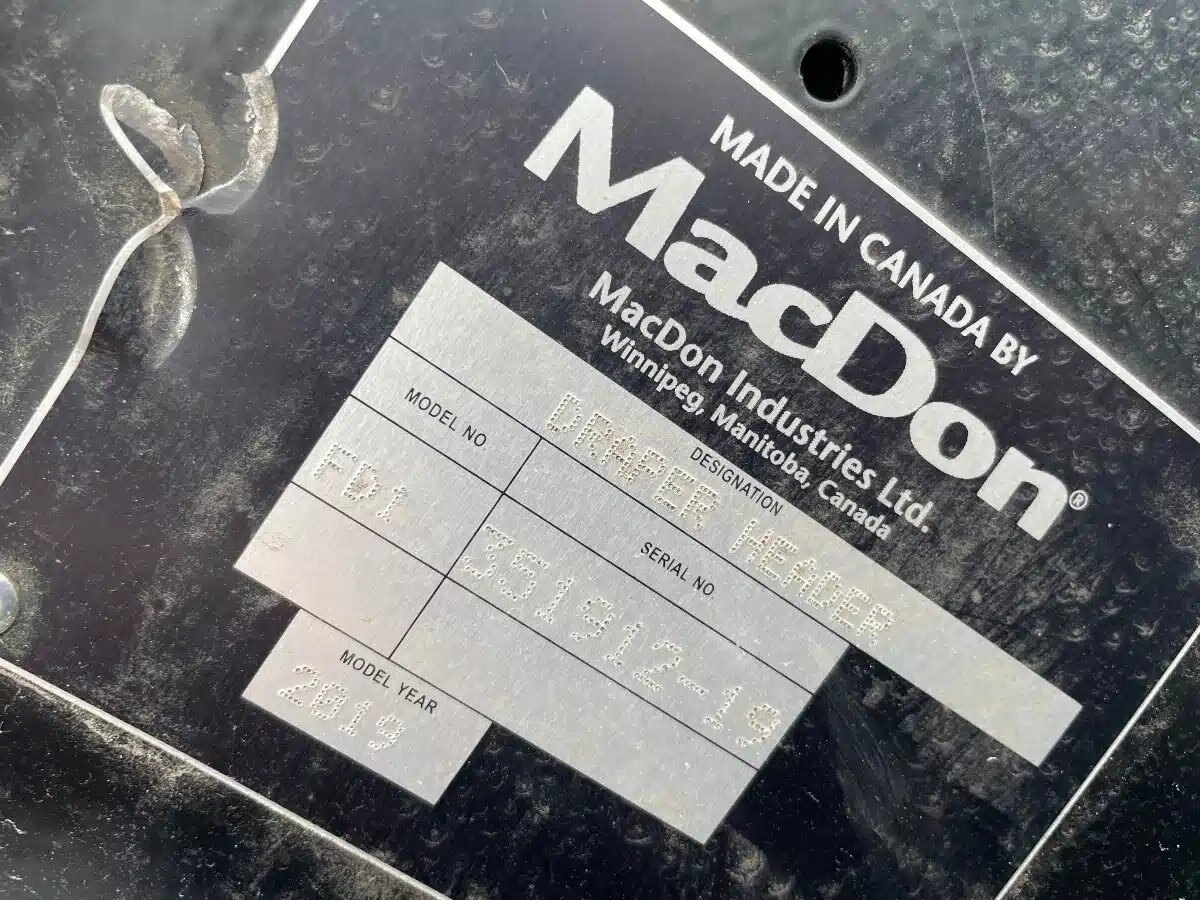 MADE IN CANADA BY
MacDon®
MacDon Industries Ltd.
Winnipeg, Manitoba, Canada
DESIGNATION
DRAPER HEADER
MODEL NO.
SERIAL NO
FD1
351912-19
MODEL YEAR
2019